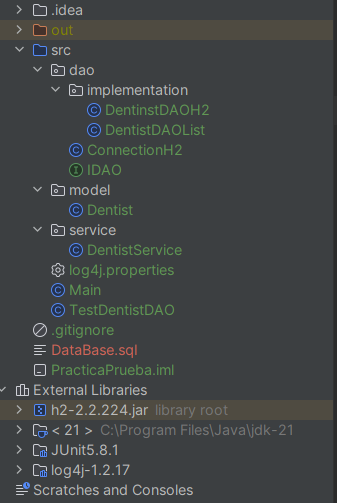 .idea
out
src
dao
implementation
DentinstDAOH2
DentistDAOList
ConnectionH2
IDAO
model
Dentist
service
DentistService
log4j.properties
Main
TestDentistDAO
.gitignore
DataBase.sql
PracticaPrueba.iml
External Libraries
h2-2.2.224.jar library root
< 21 > C:\Program Files\Java\jdk-21
JUnit5.8.1
log4j-1.2.17
Scratches and Consoles